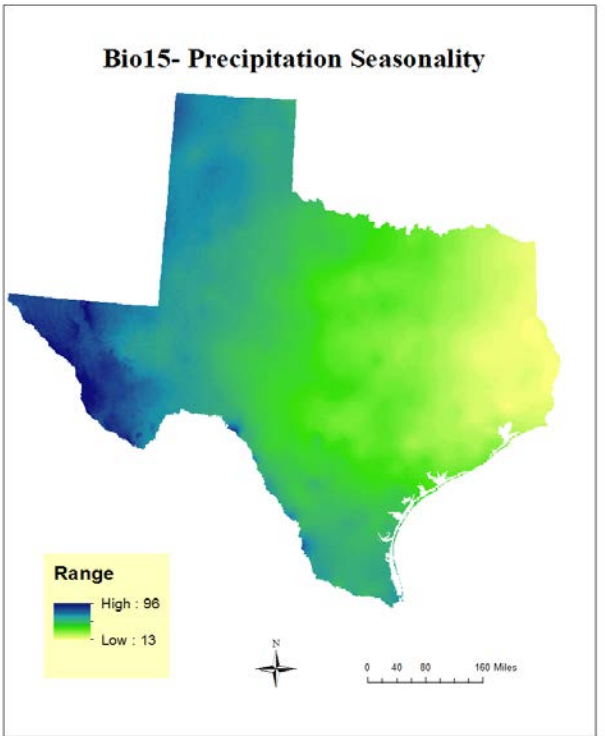 Bio15- Precipitation Seasonality
Range
High : 96
Low : 13
N
0 40 80 160 Miles